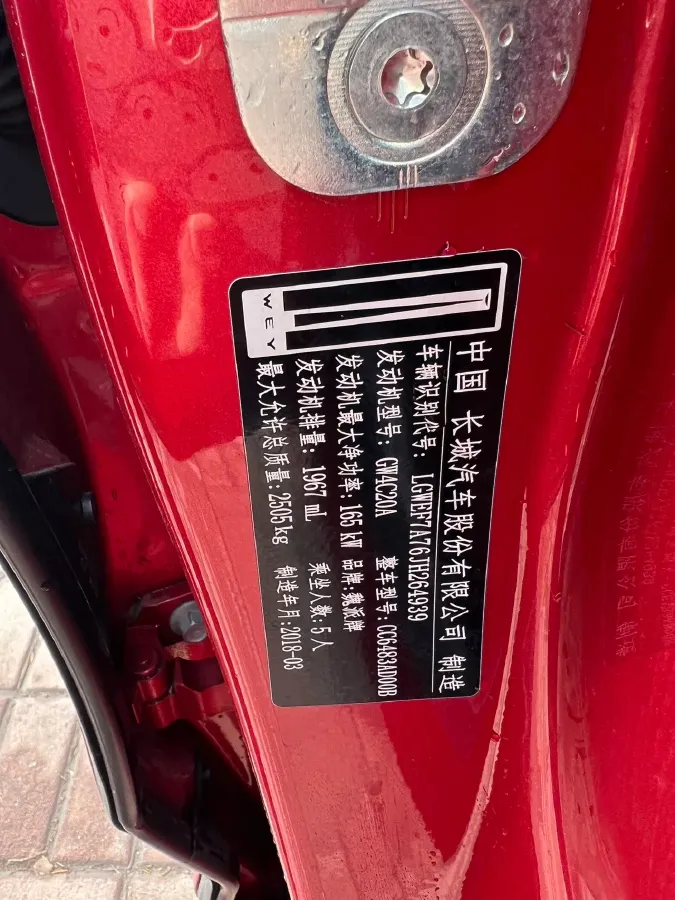 WEY
中国 长城汽车股份有限公司 制造
车辆识别代号: LGWEF7A76JH264939
发动机型号: GW4C20A 整车型号: CC6483AD00B
发动机最大净功率: 165 kW 品牌: 魏派牌
发动机排量: 1967 mL 乘坐人数: 5人
最大允许总质量: 2505kg 制造年月: 2018-03